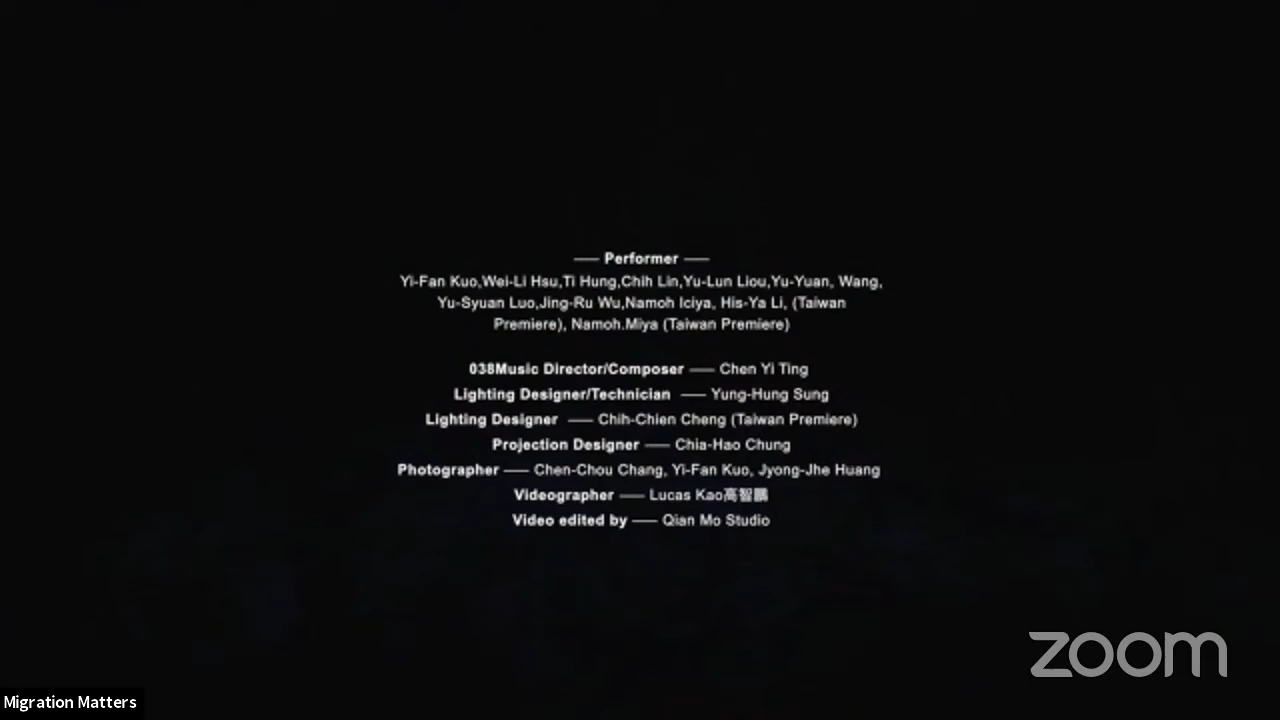 —— Performer ——
Yi-Fan Kuo,Wei-Li Hsu,Ti Hung,Chih Lin,Yu-Lun Liou,Yu-Yuan, Wang,
Yu-Syuan Luo,Jing-Ru Wu,Namoh Iciya, His-Ya Li, (Taiwan
Premiere), Namoh.Miya (Taiwan Premiere)
038Music Director/Composer —— Chen Yi Ting
Lighting Designer/Technician —— Yung-Hung Sung
Lighting Designer —— Chih-Chien Cheng (Taiwan Premiere)
Projection Designer —— Chia-Hao Chung
Photographer —— Chen-Chou Chang, Yi-Fan Kuo, Jyong-Jhe Huang
Videographer —— Lucas Kao高智鵬
Video edited by —— Qian Mo Studio
zoom
Migration Matters